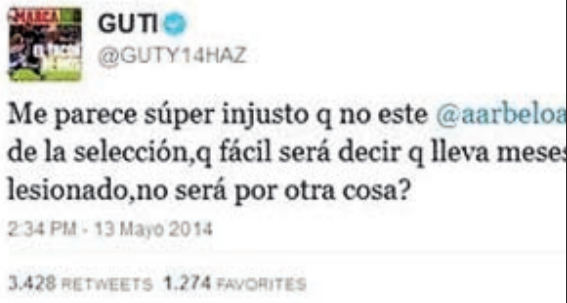 MARCA
GUTI
@GUTY14HAZ
Me parece súper injusto q no este @aarbeloa
de la selección,q fácil será decir q lleva meses
lesionado,no será por otra cosa?
2:34 PM - 13 Mayo 2014
3.428 RETWEETS 1.274 FAVORITES